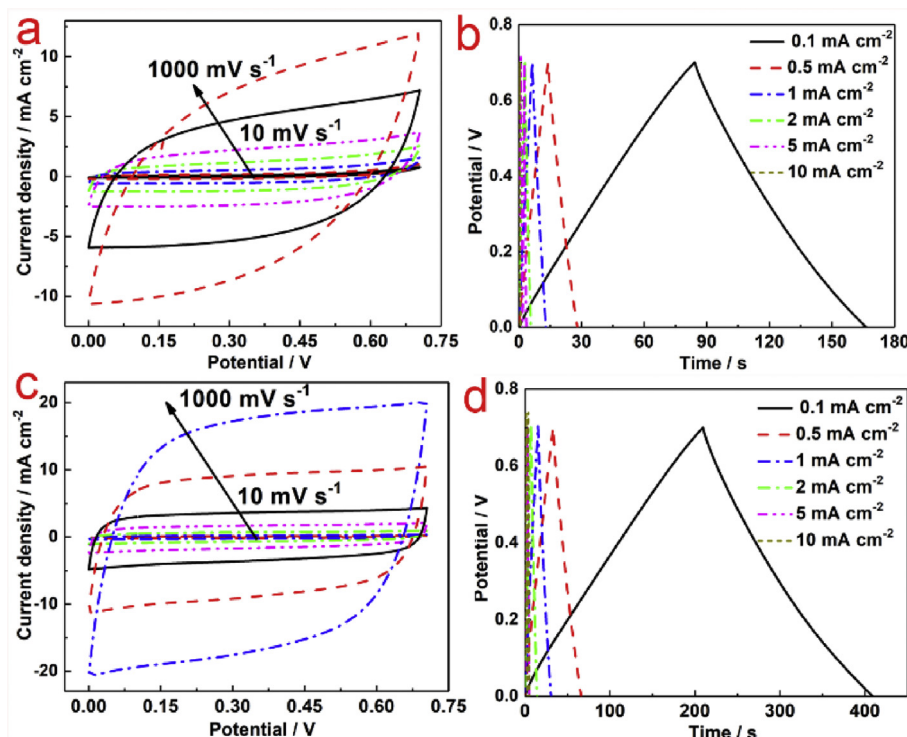 a
Current density / mA cm⁻²
10
5
0
-5
-10
1000 mV s⁻¹
10 mV s⁻¹
0.00 0.15 0.30 0.45 0.60 0.75
Potential / V
b
Potential / V
0.8
0.6
0.4
0.2
0.0
0.1 mA cm⁻²
0.5 mA cm⁻²
1 mA cm⁻²
2 mA cm⁻²
5 mA cm⁻²
10 mA cm⁻²
0 30 60 90 120 150 180
Time / s
c
Current density / mA cm⁻²
20
10
0
-10
-20
1000 mV s⁻¹
10 mV s⁻¹
0.00 0.15 0.30 0.45 0.60 0.75
Potential / V
d
Potential / V
0.8
0.6
0.4
0.2
0.0
0.1 mA cm⁻²
0.5 mA cm⁻²
1 mA cm⁻²
2 mA cm⁻²
5 mA cm⁻²
10 mA cm⁻²
0 100 200 300 400
Time / s